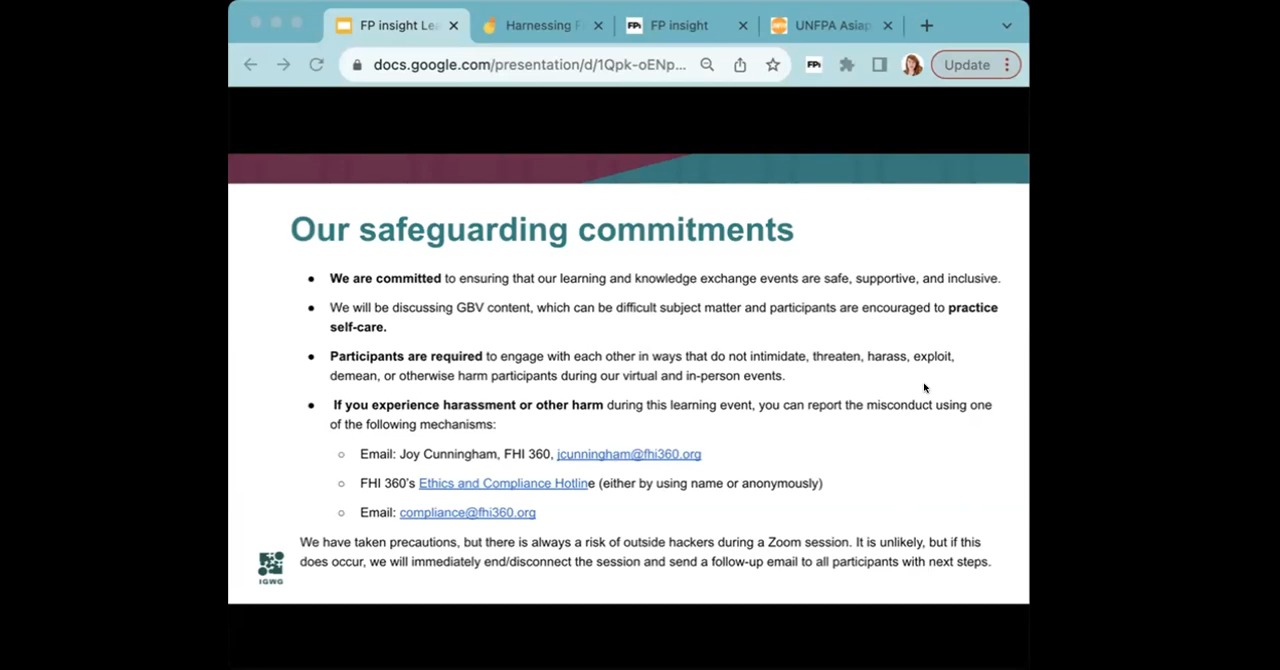 FP insight Lea
Harnessing F
FPi
FP insight
UNFPA Asiap
docs.google.com/presentation/d/1Qpk-oENp...
FPi
Update
Our safeguarding commitments
● We are committed to ensuring that our learning and knowledge exchange events are safe, supportive, and inclusive.
● We will be discussing GBV content, which can be difficult subject matter and participants are encouraged to practice
self-care.
● Participants are required to engage with each other in ways that do not intimidate, threaten, harass, exploit,
demean, or otherwise harm participants during our virtual and in-person events.
● If you experience harassment or other harm during this learning event, you can report the misconduct using one
of the following mechanisms:
○ Email: Joy Cunningham, FHI 360, jcunningham@fhi360.org
○ FHI 360's Ethics and Compliance Hotline (either by using name or anonymously)
○ Email: compliance@fhi360.org
We have taken precautions, but there is always a risk of outside hackers during a Zoom session. It is unlikely, but if this
does occur, we will immediately end/disconnect the session and send a follow-up email to all participants with next steps.
IGWG